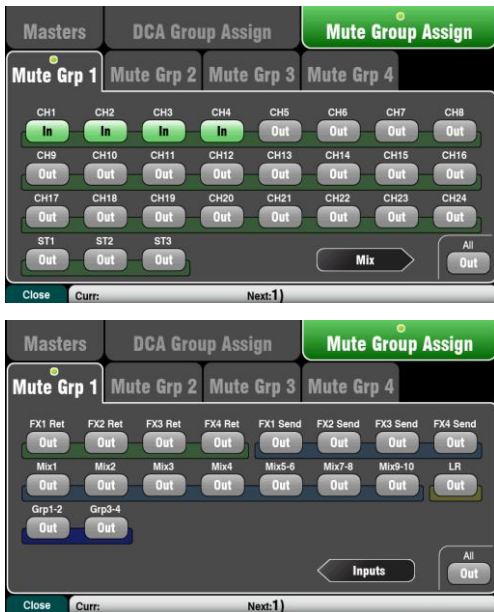 Masters DCA Group Assign Mute Group Assign
Mute Grp 1 Mute Grp 2 Mute Grp 3 Mute Grp 4
CH1 CH2 CH3 CH4 CH5 CH6 CH7 CH8
In In In In Out Out Out Out
CH9 CH10 CH11 CH12 CH13 CH14 CH15 CH16
Out Out Out Out Out Out Out Out
CH17 CH18 CH19 CH20 CH21 CH22 CH23 CH24
Out Out Out Out Out Out Out Out
ST1 ST2 ST3 All
Out Out Out Mix Out
Close Curr: Next:1)
Masters DCA Group Assign Mute Group Assign
Mute Grp 1 Mute Grp 2 Mute Grp 3 Mute Grp 4
FX1 Ret FX2 Ret FX3 Ret FX4 Ret FX1 Send FX2 Send FX3 Send FX4 Send
Out Out Out Out Out Out Out Out
Mix1 Mix2 Mix3 Mix4 Mix5-6 Mix7-8 Mix9-10 LR
Out Out Out Out Out Out Out Out
Grp1-2 Grp3-4
Out Out
All
Inputs Out
Close Curr: Next:1)